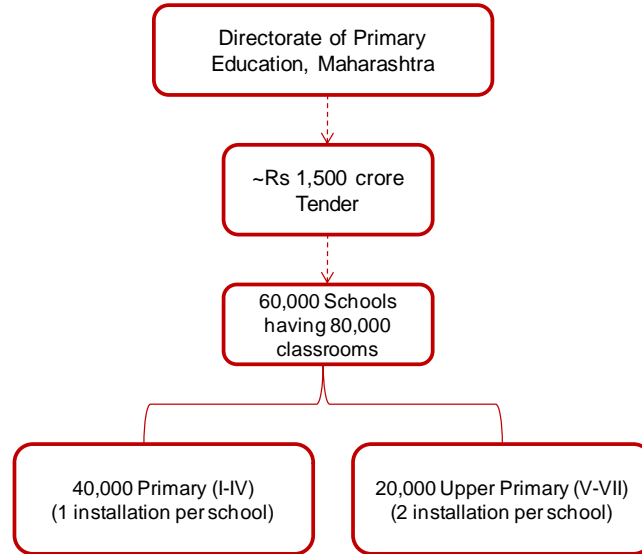 Directorate of Primary
Education, Maharashtra
~Rs 1,500 crore
Tender
60,000 Schools
having 80,000
classrooms
40,000 Primary (I-IV)
(1 installation per school)
20,000 Upper Primary (V-VII)
(2 installation per school)